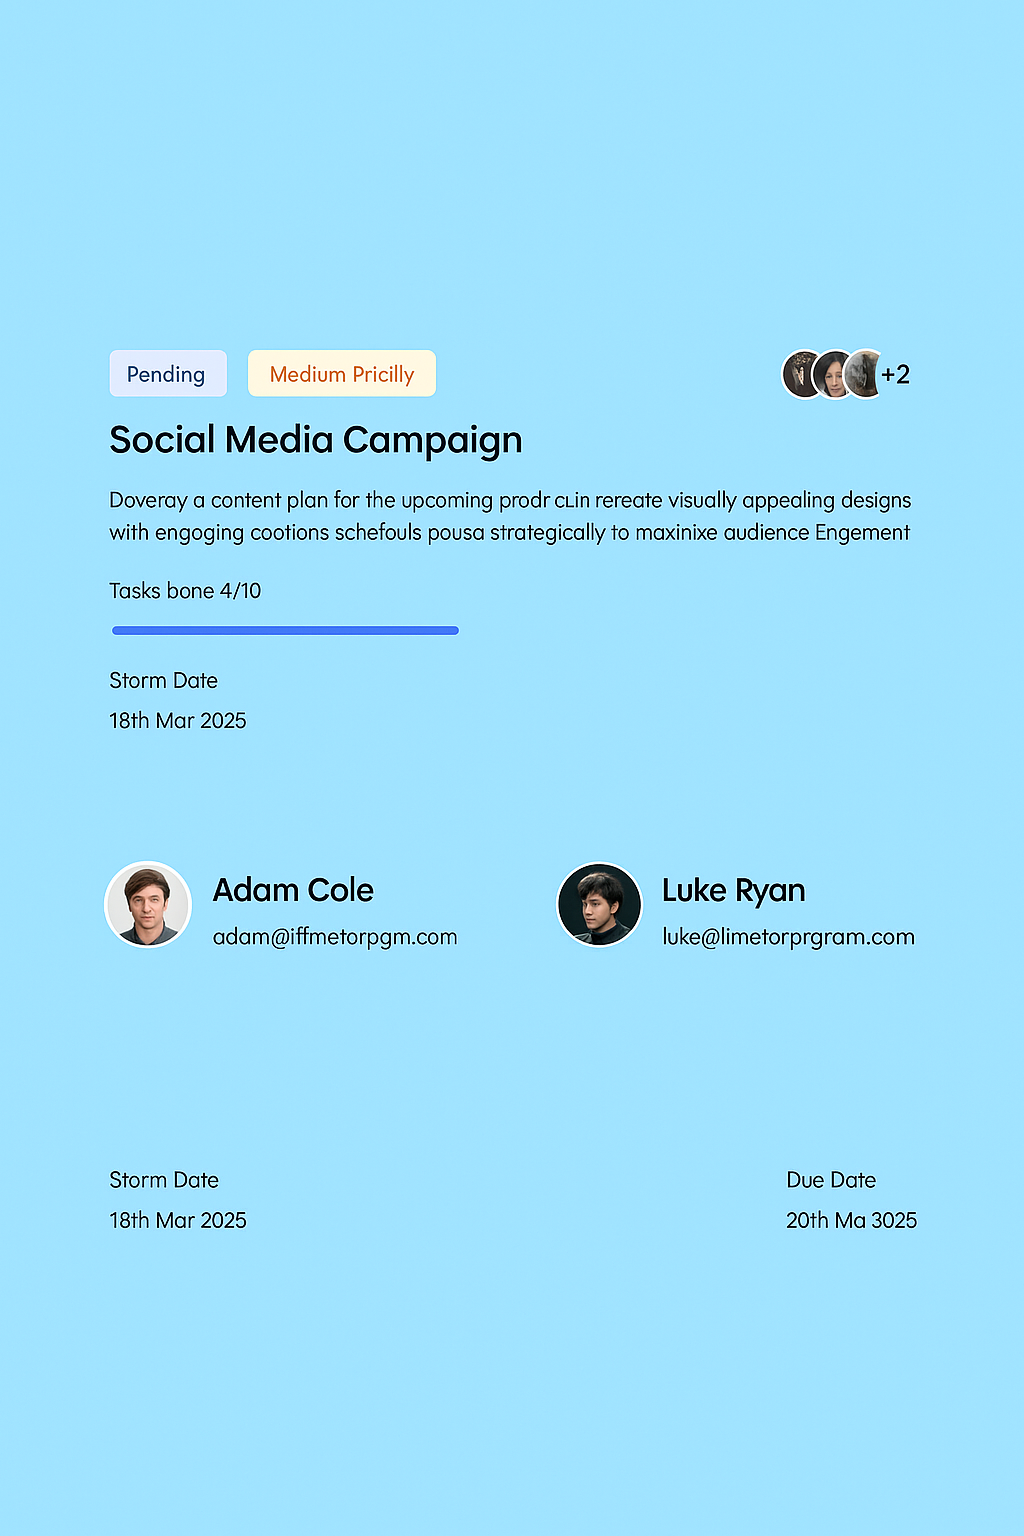 Pending
Medium Pricilly
+2
Social Media Campaign
Doveray a content plan for the upcoming prodr cLin rereate visually appealing designs
with engoging cootions schefouls pousa strategically to maxinixe audience Engement
Tasks bone 4/10
Storm Date
18th Mar 2025
Adam Cole
adam@iffmetorpgm.com
Luke Ryan
luke@limetorprgram.com
Storm Date
18th Mar 2025
Due Date
20th Ma 3025